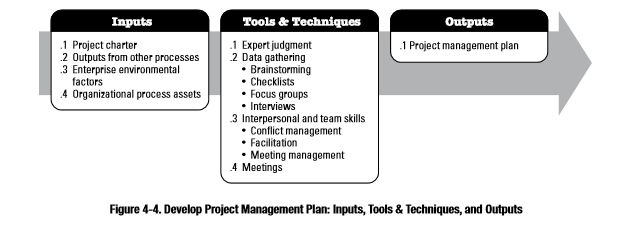 Inputs
.1 Project charter
.2 Outputs from other processes
.3 Enterprise environmental
factors
.4 Organizational process assets
Tools & Techniques
.1 Expert judgment
.2 Data gathering
• Brainstorming
• Checklists
• Focus groups
• Interviews
.3 Interpersonal and team skills
• Conflict management
• Facilitation
• Meeting management
.4 Meetings
Outputs
.1 Project management plan
Figure 4-4. Develop Project Management Plan: Inputs, Tools & Techniques, and Outputs